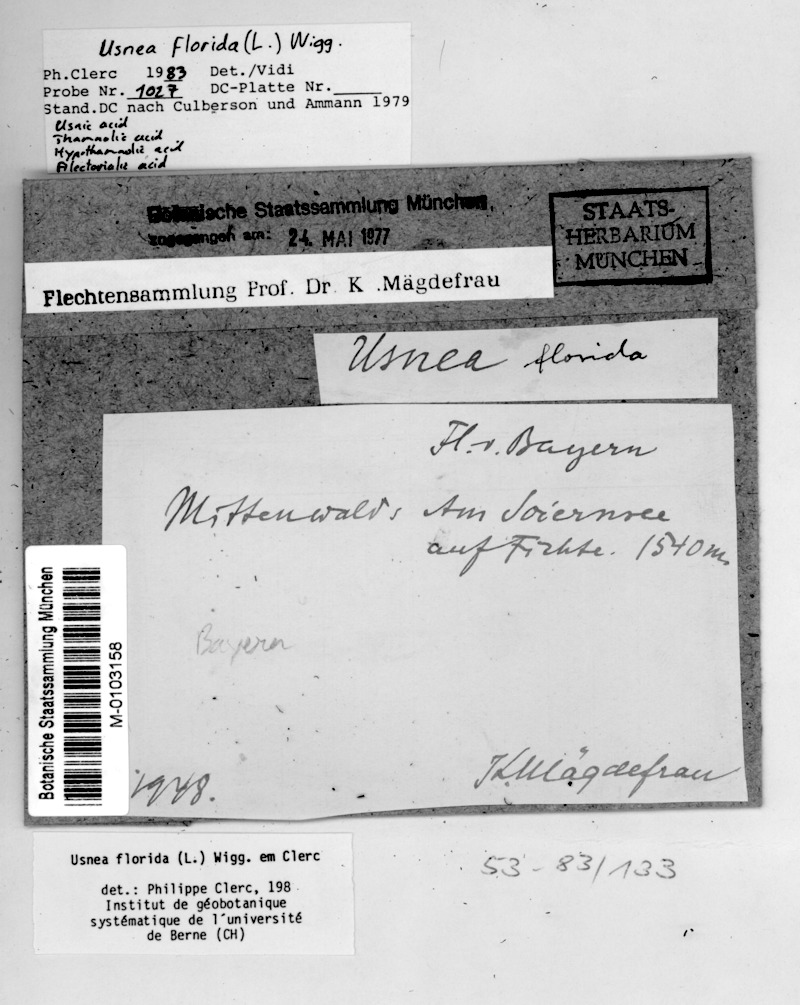 Usnea florida (L.) Wigg.
Ph.Clerc 1983 Det./Vidi
Probe Nr. 1027 DC-Platte Nr.
Stand.DC nach Culberson und Ammann 1979
Usnic acid
Thamnolic acid
Hypothamnolic acid
Alectorialic acid
Botanische Staatssammlung München,
zugegangen am: 24. MAI 1977
STAATS-
HERBARIUM
MÜNCHEN
Flechtensammlung Prof. Dr. K. Mägdefrau
Usnea florida
Fl. v. Bayern
Mittenwald: Am Soiernsee
auf Fichte. 1540 m.
Bayern
1948.
K. Mägdefrau
Botanische Staatssammlung München
M-0103158
Usnea florida (L.) Wigg. em Clerc
det.: Philippe Clerc, 198
Institut de géobotanique
systématique de l'université
de Berne (CH)
53-83/133